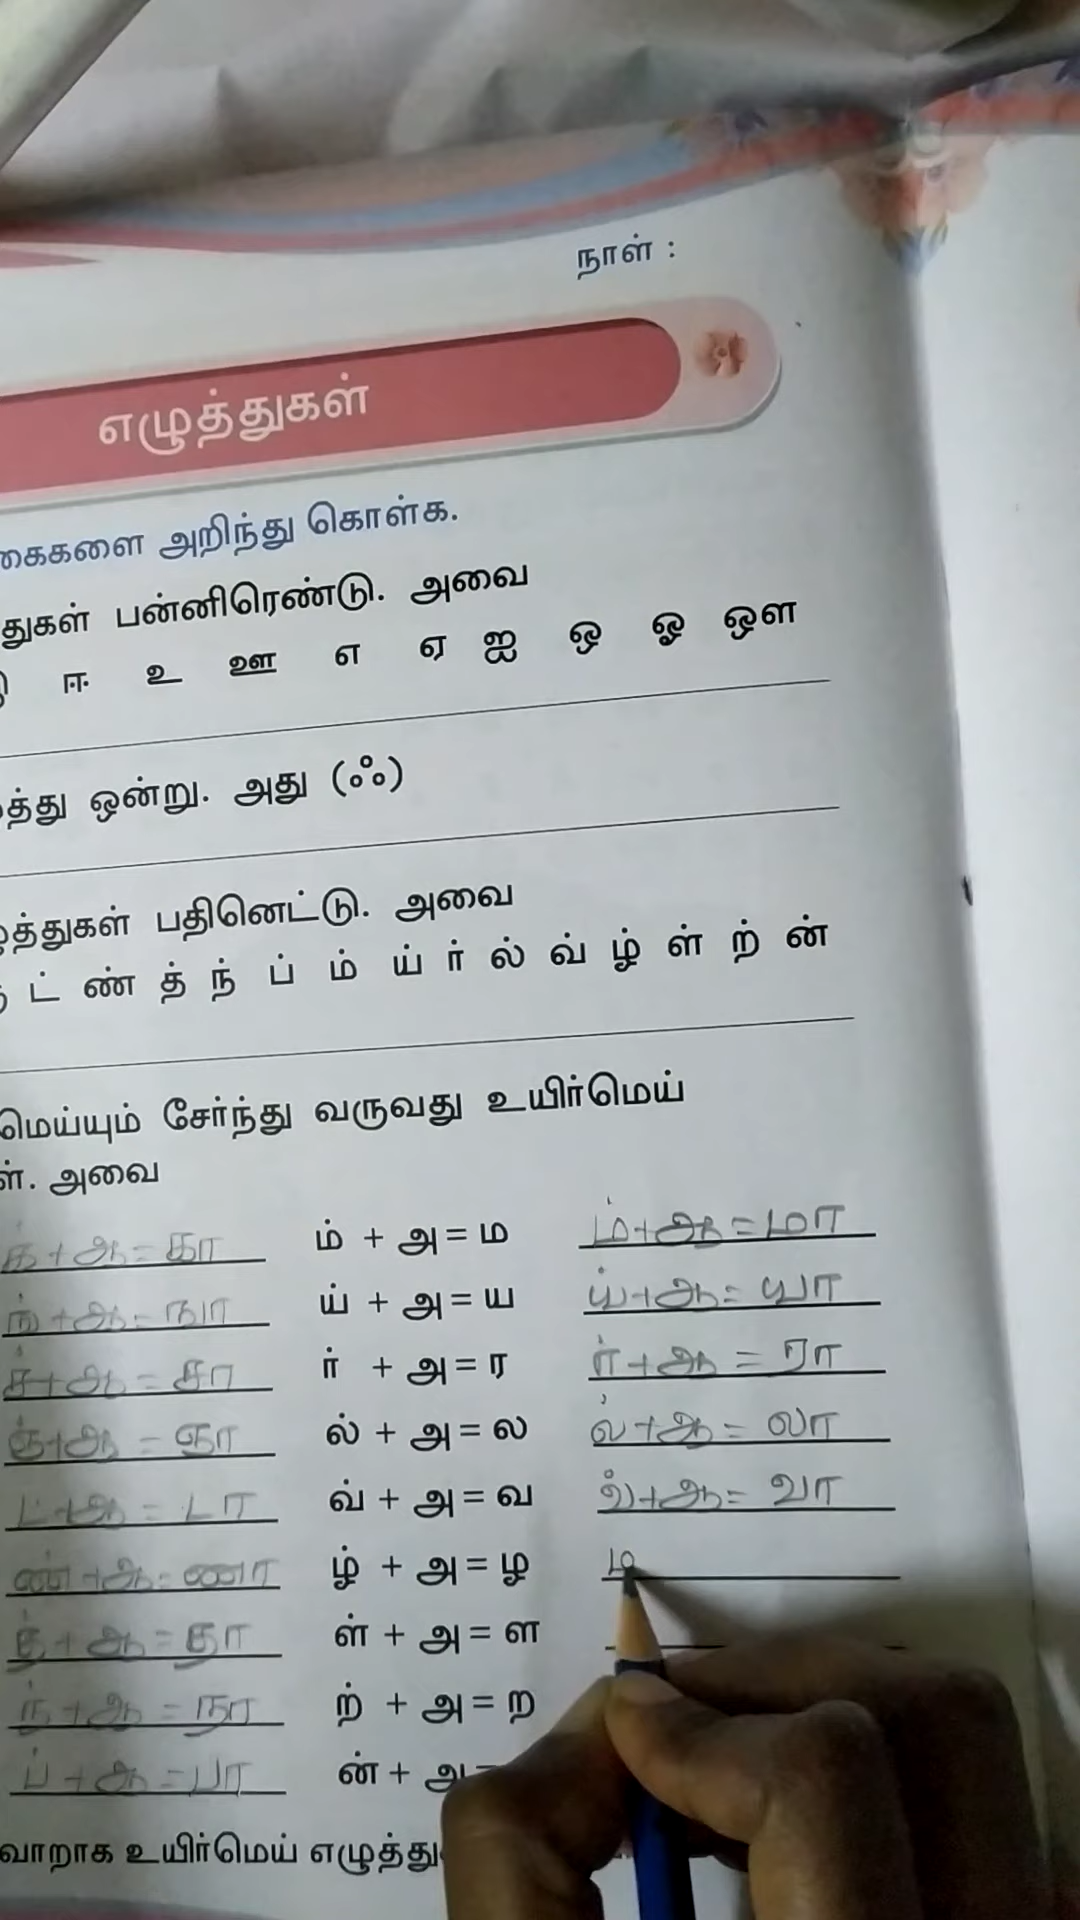 நாள் :
எழுத்துகள்
கைகளை அறிந்து கொள்க.
துகள் பன்னிரெண்டு. அவை
ஈ உ ஊ எ ஏ ஐ ஒ ஓ ஔ
த்து ஒன்று. அது (ஃ)
த்துகள் பதினெட்டு. அவை
ட் ண் த் ந் ப் ம் ய் ர் ல் வ் ழ் ள் ற் ன்
மெய்யும் சேர்ந்து வருவது உயிர்மெய்
ள். அவை
க்+ஆ=கா ம் + அ = ம ம்+ஆ=மா
ங்+ஆ=ஙா ய் + அ = ய ய்+ஆ=யா
ச்+ஆ=சா ர் + அ = ர ர்+ஆ=ரா
ஞ்+ஆ=ஞா ல் + அ = ல ல்+ஆ=லா
ட்+ஆ=டா வ் + அ = வ வ்+ஆ=வா
ண்+ஆ=ணா ழ் + அ = ழ
த்+ஆ=தா ள் + அ = ள
ந்+ஆ=நா ற் + அ = ற
ப்+ஆ=பா ன் + அ =
வாறாக உயிர்மெய் எழுத்து